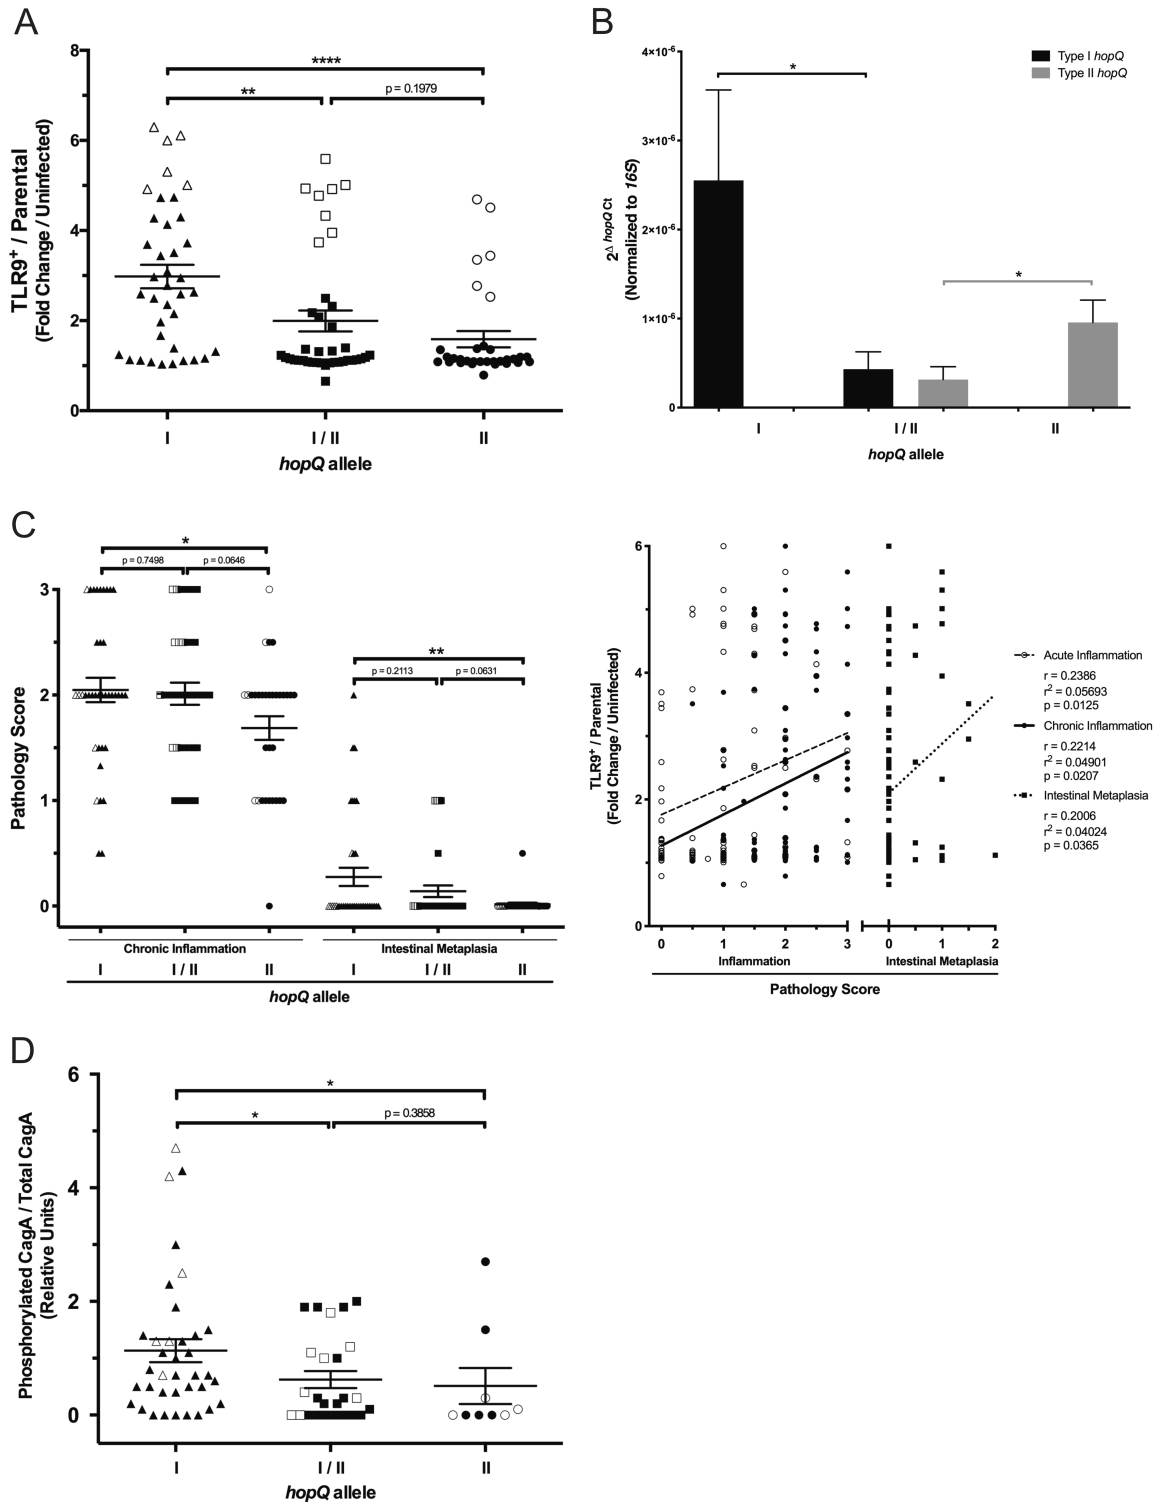 A
8
6
4
2
0
TLR9+ / Parental
(Fold Change / Uninfected)
****
**
p = 0.1979
I
I / II
II
hopQ allele
B
4×10-6
3×10-6
2×10-6
1×10-6
0
2Δ hopQ Ct
(Normalized to 16S)
*
*
Type I hopQ
Type II hopQ
I
I / II
II
hopQ allele
C
3
2
1
0
Pathology Score
*
p = 0.7498
p = 0.0646
**
p = 0.2113
p = 0.0631
Chronic Inflammation
Intestinal Metaplasia
I
I / II
II
I
I / II
II
hopQ allele
6
4
2
0
TLR9+ / Parental
(Fold Change / Uninfected)
0
1
2
3
0
1
2
Inflammation
Intestinal Metaplasia
Pathology Score
Acute Inflammation
r = 0.2386
r2 = 0.05693
p = 0.0125
Chronic Inflammation
r = 0.2214
r2 = 0.04901
p = 0.0207
Intestinal Metaplasia
r = 0.2006
r2 = 0.04024
p = 0.0365
D
6
4
2
0
Phosphorylated CagA / Total CagA
(Relative Units)
*
*
p = 0.3858
I
I / II
II
hopQ allele